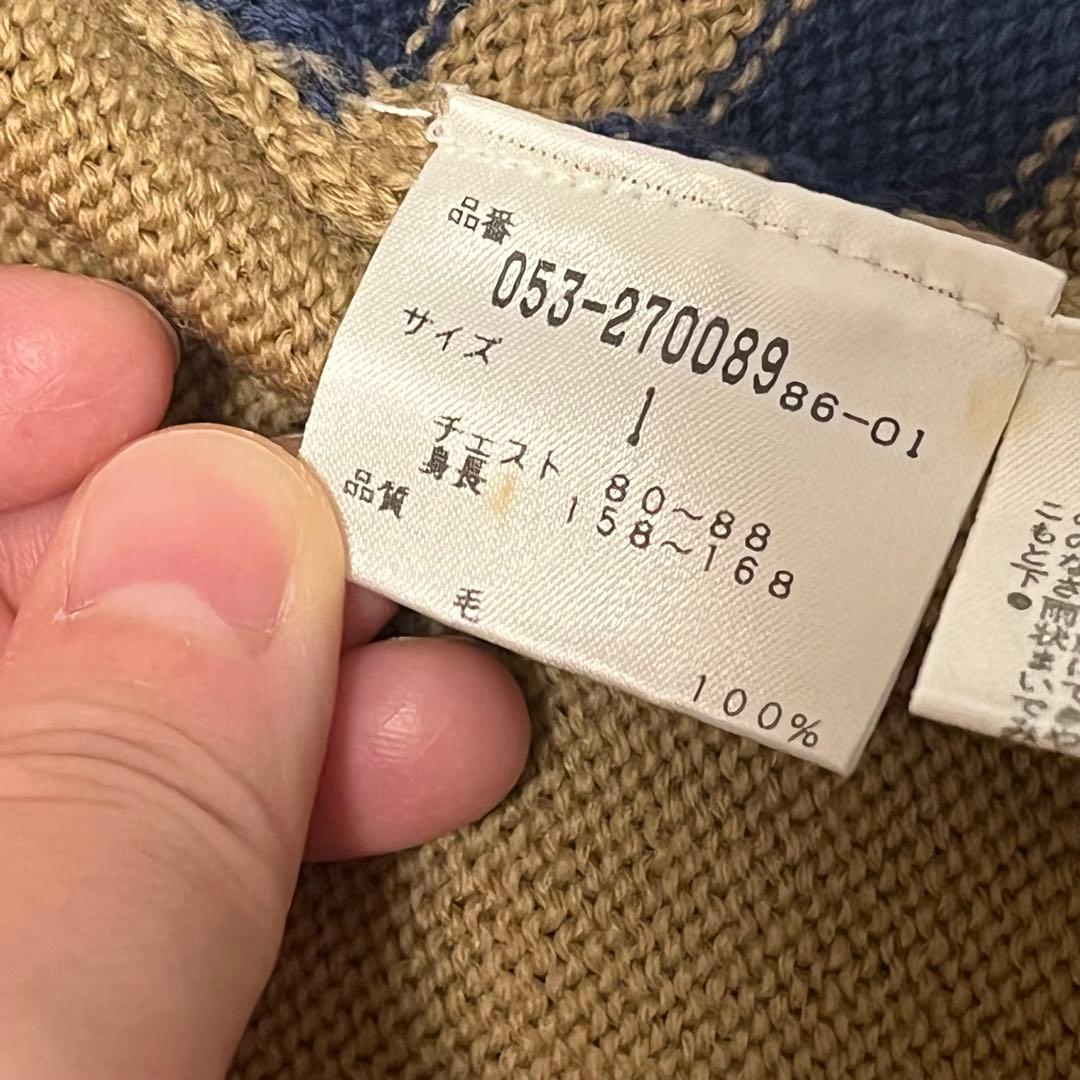 品番
053-270089 86-01
サイズ 1
チェスト 80~88
身長 158~168
品質
毛 100%